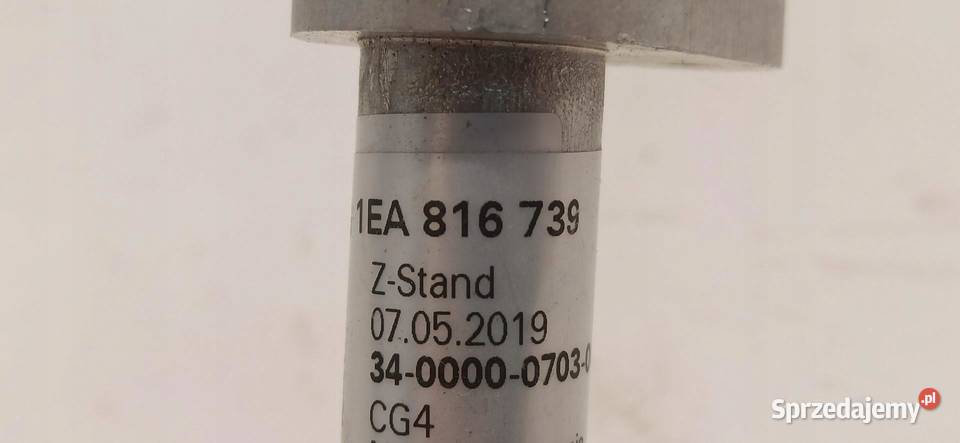 1EA 816 739
Z-Stand
07.05.2019
34-0000-0703-
CG4
Sprzedajemy.pl